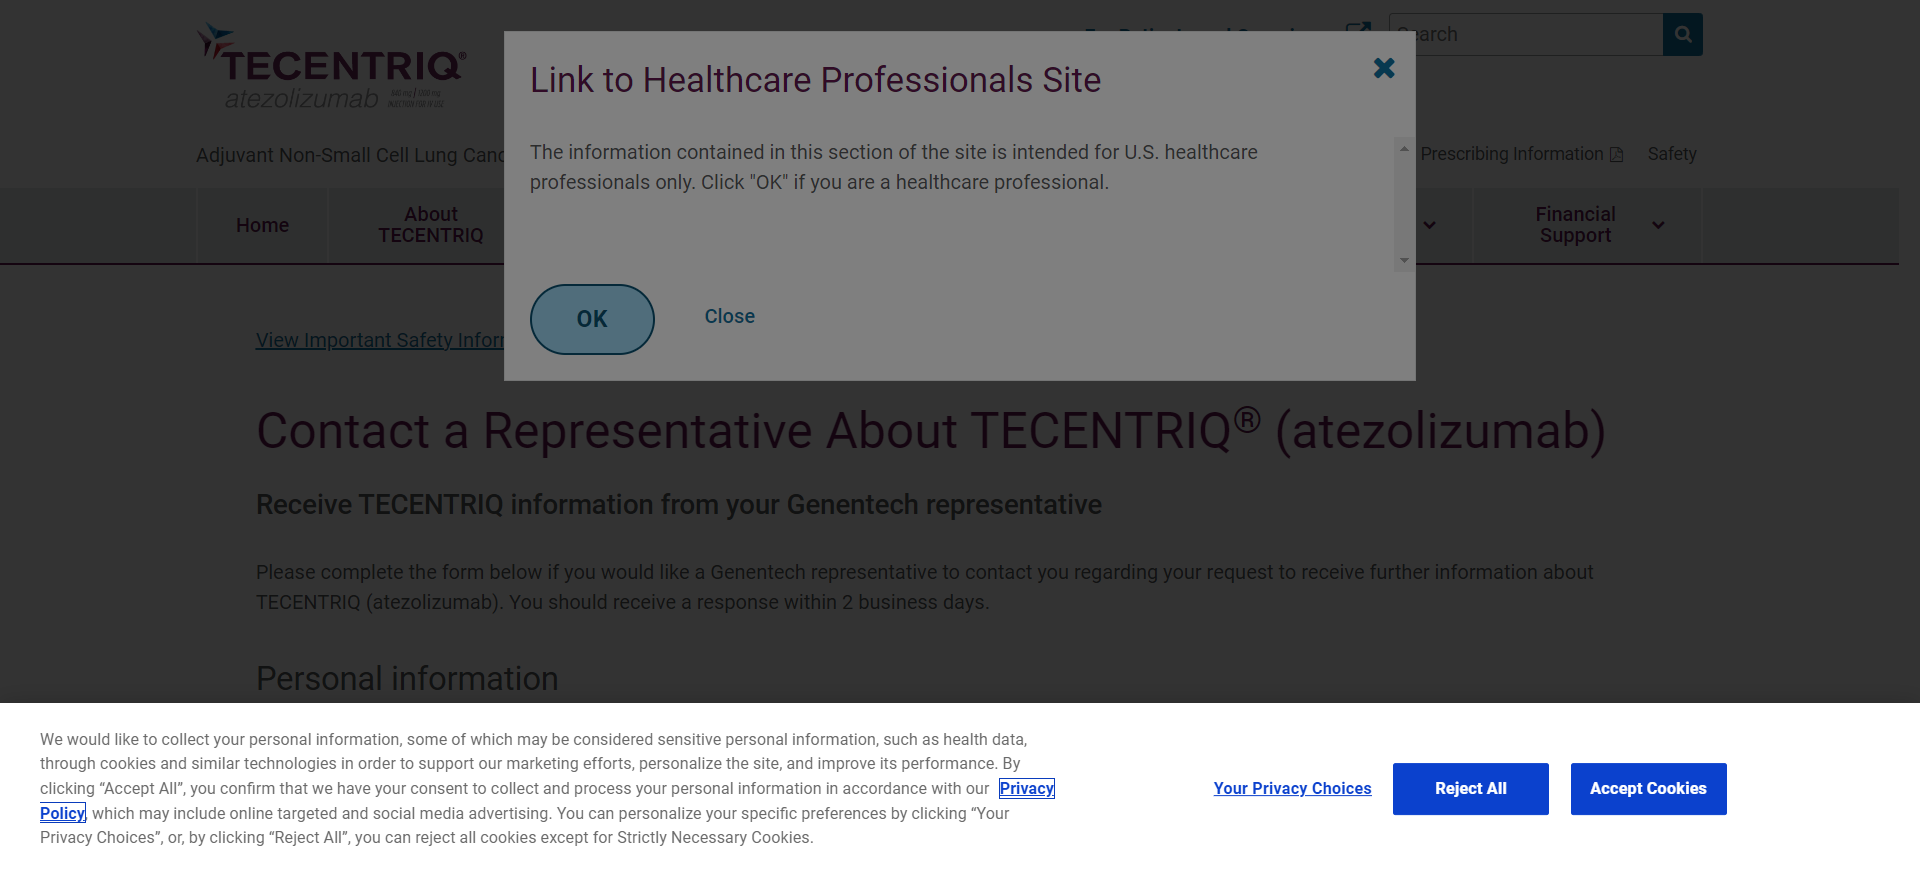 TECENTRIQ®
atezolizumab
INJECTION FOR IV USE
Search
Adjuvant Non-Small Cell Lung Canc
Prescribing Information
Safety
Home
About
TECENTRIQ
Financial
Support
Link to Healthcare Professionals Site
The information contained in this section of the site is intended for U.S. healthcare
professionals only. Click "OK" if you are a healthcare professional.
OK
Close
View Important Safety Inforr
Contact a Representative About TECENTRIQ® (atezolizumab)
Receive TECENTRIQ information from your Genentech representative
Please complete the form below if you would like a Genentech representative to contact you regarding your request to receive further information about
TECENTRIQ (atezolizumab). You should receive a response within 2 business days.
Personal information
We would like to collect your personal information, some of which may be considered sensitive personal information, such as health data,
through cookies and similar technologies in order to support our marketing efforts, personalize the site, and improve its performance. By
clicking “Accept All”, you confirm that we have your consent to collect and process your personal information in accordance with our Privacy
Policy, which may include online targeted and social media advertising. You can personalize your specific preferences by clicking “Your
Privacy Choices”, or, by clicking “Reject All”, you can reject all cookies except for Strictly Necessary Cookies.
Your Privacy Choices
Reject All
Accept Cookies